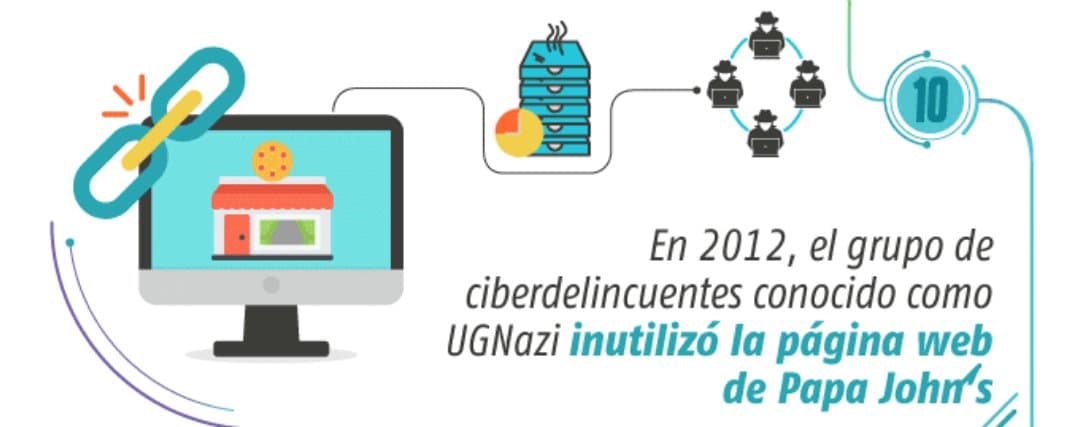 10
En 2012, el grupo de
ciberdelincuentes conocido como
UGNazi inutilizó la página web
de Papa John's